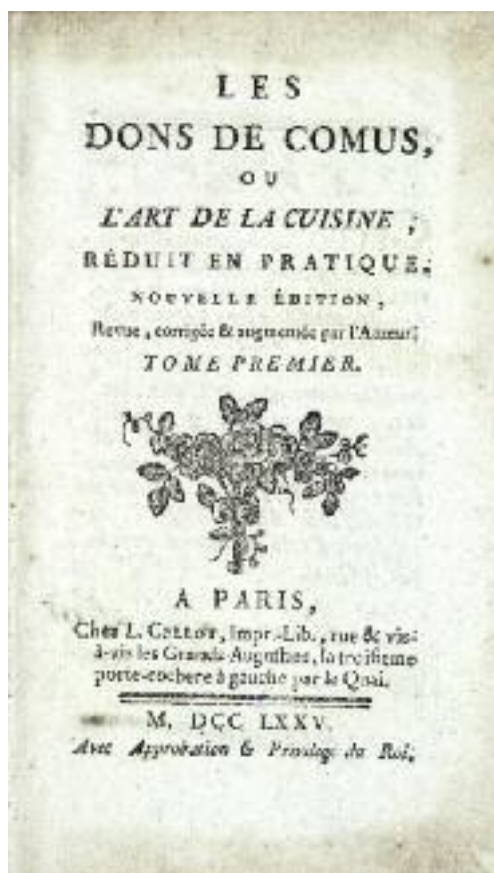 LES
DONS DE COMUS,
OU
L'ART DE LA CUISINE,
RÉDUIT EN PRATIQUE,
NOUVELLE ÉDITION,
Revue, corrigée & augmentée par l'Auteur.
TOME PREMIER.
A PARIS,
Chez L. CELLOT, Impr.-Lib., rue & vis-
à-vis les Grands-Augustins, la troisieme
porte-cochere à gauche par le Quai.
M. DCC LXXV.
Avec Approbation & Privilege du Roi.